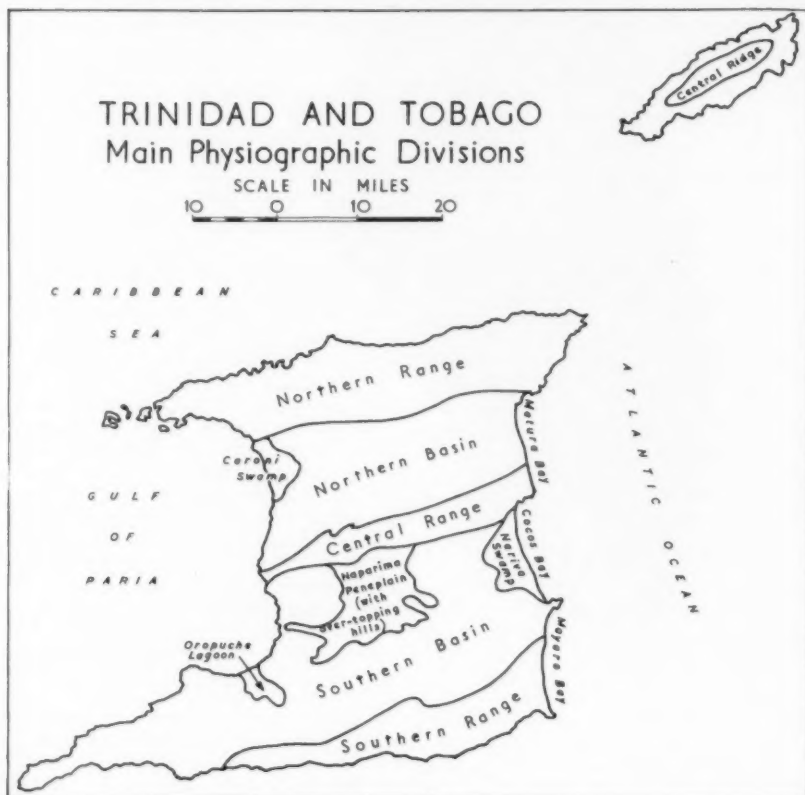 Central Ridge
TRINIDAD AND TOBAGO
Main Physiographic Divisions
SCALE IN MILES
10 0 10 20
CARIBBEAN
SEA
Northern Range
ATLANTIC OCEAN
Matura Bay
Caroni
Swamp
Northern Basin
GULF
OF
PARIA
Central Range
Cocos Bay
Nariva
Swamp
Naparima
Peneplain
(with
over-topping
hills)
Oropuche
Lagoon
Southern Basin
Mayaro Bay
Southern Range